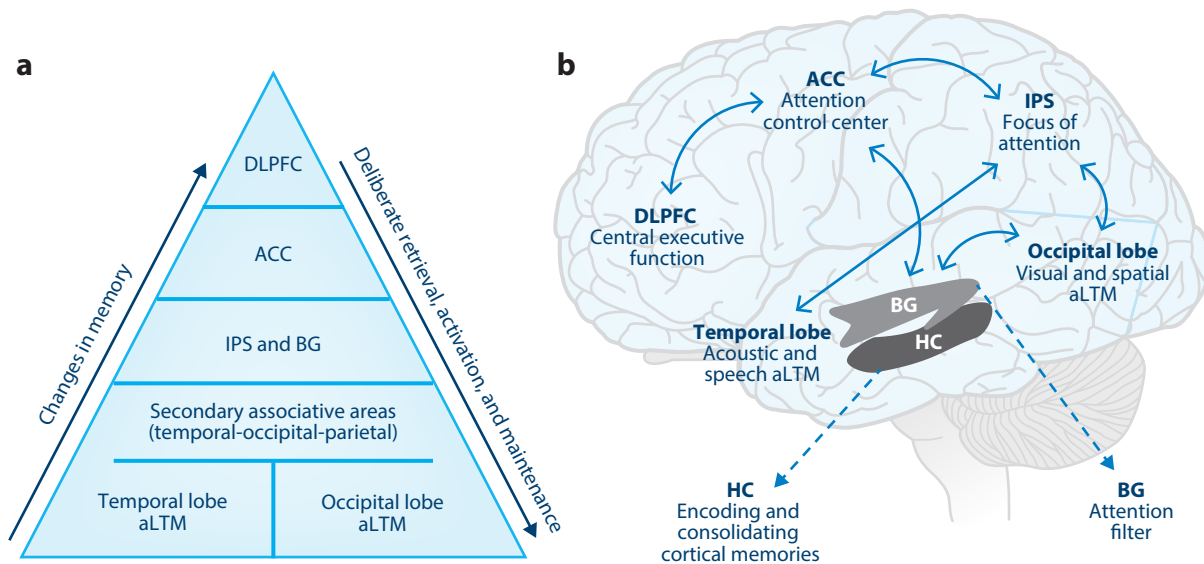 a
DLPFC
ACC
IPS and BG
Secondary associative areas
(temporal-occipital-parietal)
Temporal lobe
aLTM
Occipital lobe
aLTM
Changes in memory
Deliberate retrieval, activation, and maintenance
b
ACC
Attention
control center
IPS
Focus of
attention
DLPFC
Central executive
function
Occipital lobe
Visual and spatial
aLTM
Temporal lobe
Acoustic and
speech aLTM
BG
HC
HC
Encoding and
consolidating
cortical memories
BG
Attention
filter